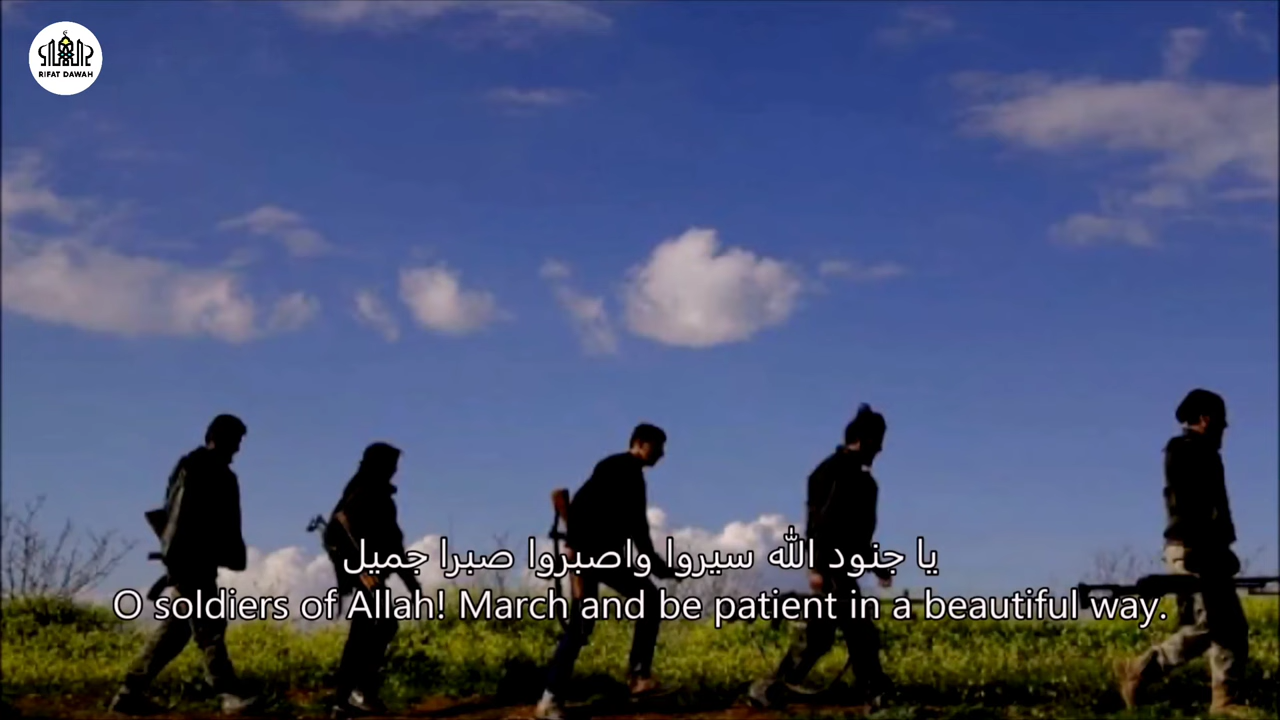 RIFAT DAWAH
يا جنود الله سيروا واصبروا صبرا جميل
O soldiers of Allah! March and be patient in a beautiful way.